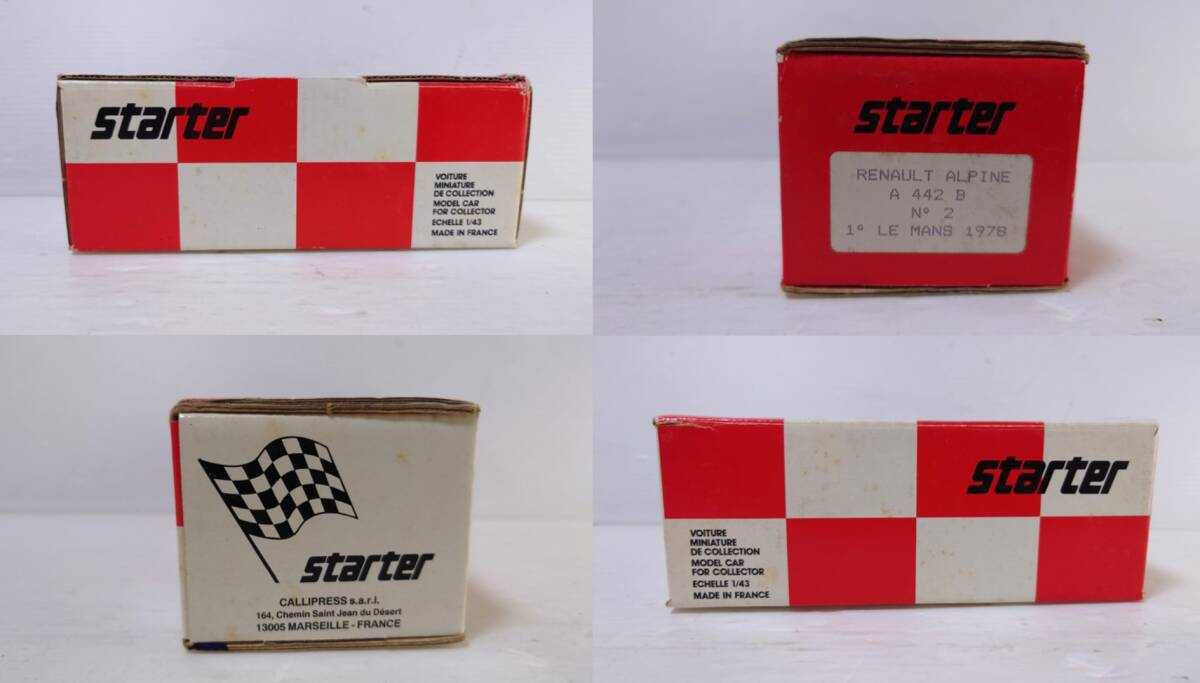 starter
VOITURE
MINIATURE
DE COLLECTION
MODEL CAR
FOR COLLECTOR
ECHELLE 1/43
MADE IN FRANCE
starter
RENAULT ALPINE
A 442 B
N° 2
1° LE MANS 1978
starter
CALLIPRESS s.a.r.l.
164, Chemin Saint Jean du Désert
13005 MARSEILLE - FRANCE
starter
VOITURE
MINIATURE
DE COLLECTION
MODEL CAR
FOR COLLECTOR
ECHELLE 1/43
MADE IN FRANCE